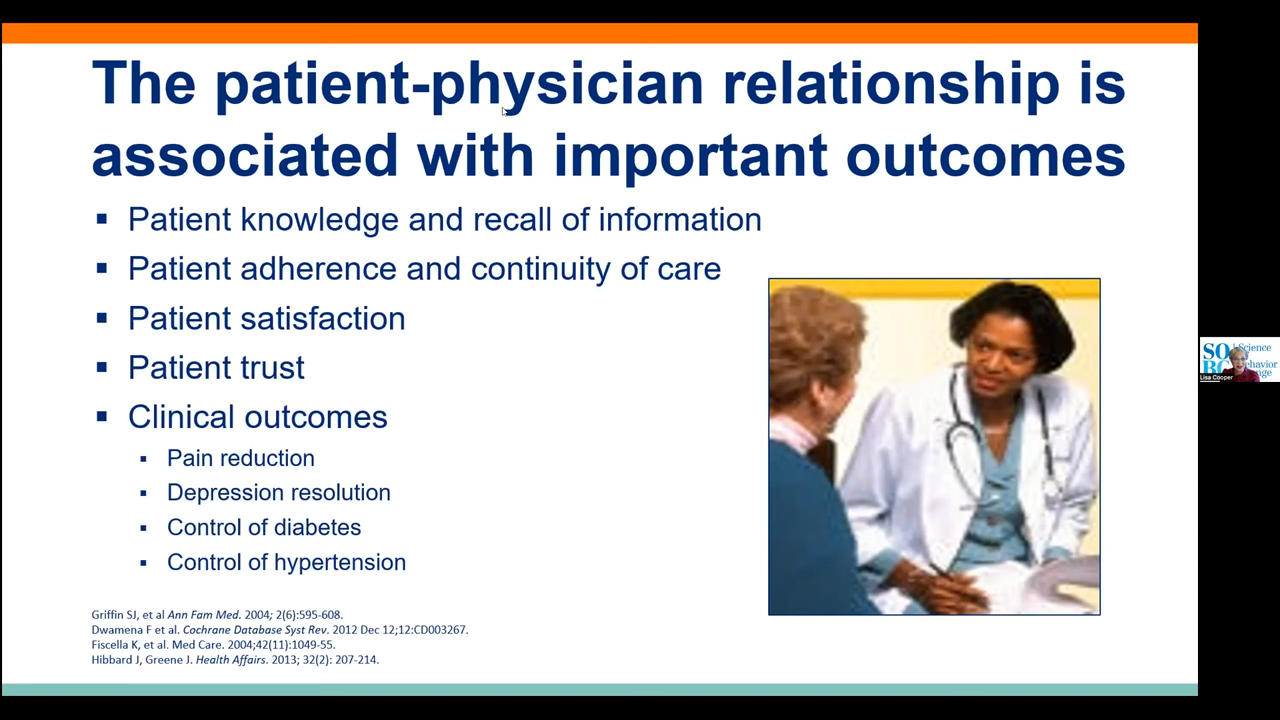 The patient-physician relationship is
associated with important outcomes
▪ Patient knowledge and recall of information
▪ Patient adherence and continuity of care
▪ Patient satisfaction
▪ Patient trust
▪ Clinical outcomes
▪ Pain reduction
▪ Depression resolution
▪ Control of diabetes
▪ Control of hypertension
Griffin SJ, et al Ann Fam Med. 2004; 2(6):595-608.
Dwamena F et al. Cochrane Database Syst Rev. 2012 Dec 12;12:CD003267.
Fiscella K, et al. Med Care. 2004;42(11):1049-55.
Hibbard J, Greene J. Health Affairs. 2013; 32(2): 207-214.
SO
Science
Lisa Cooper